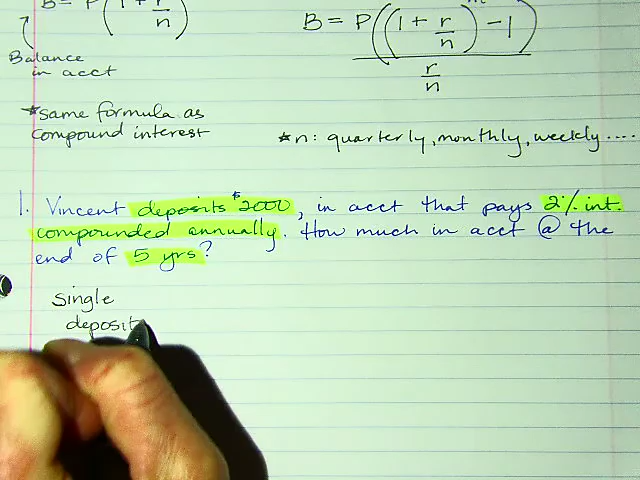 B = P(1 + r/n)
B = P((1 + r/n) - 1)
r/n
Balance
in acct
*same formula as
compound interest
*n: quarterly, monthly, weekly....
1. Vincent deposits $2000, in acct that pays 2% int.
compounded annually. How much in acct @ the
end of 5 yrs?
Single
deposit